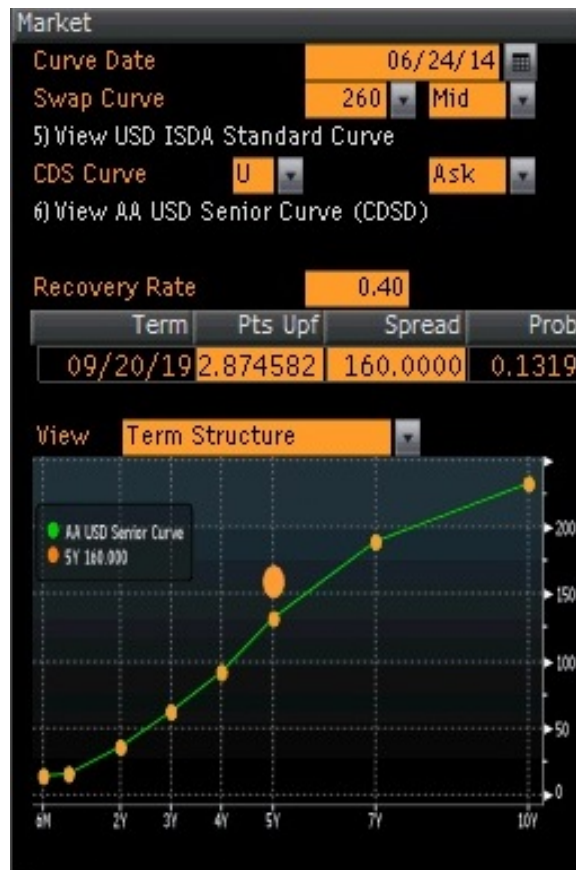 Market
Curve Date 06/24/14
Swap Curve 260 Mid
5) View USD ISDA Standard Curve
CDS Curve U Ask
6) View AA USD Senior Curve (CDSD)
Recovery Rate 0.40
Term Pts Upf Spread Prob
09/20/19 2.874582 160.0000 0.1319
View Term Structure
AA USD Senior Curve
5Y 160.000
200
150
100
50
0
6M 2Y 3Y 4Y 5Y 7Y 10Y